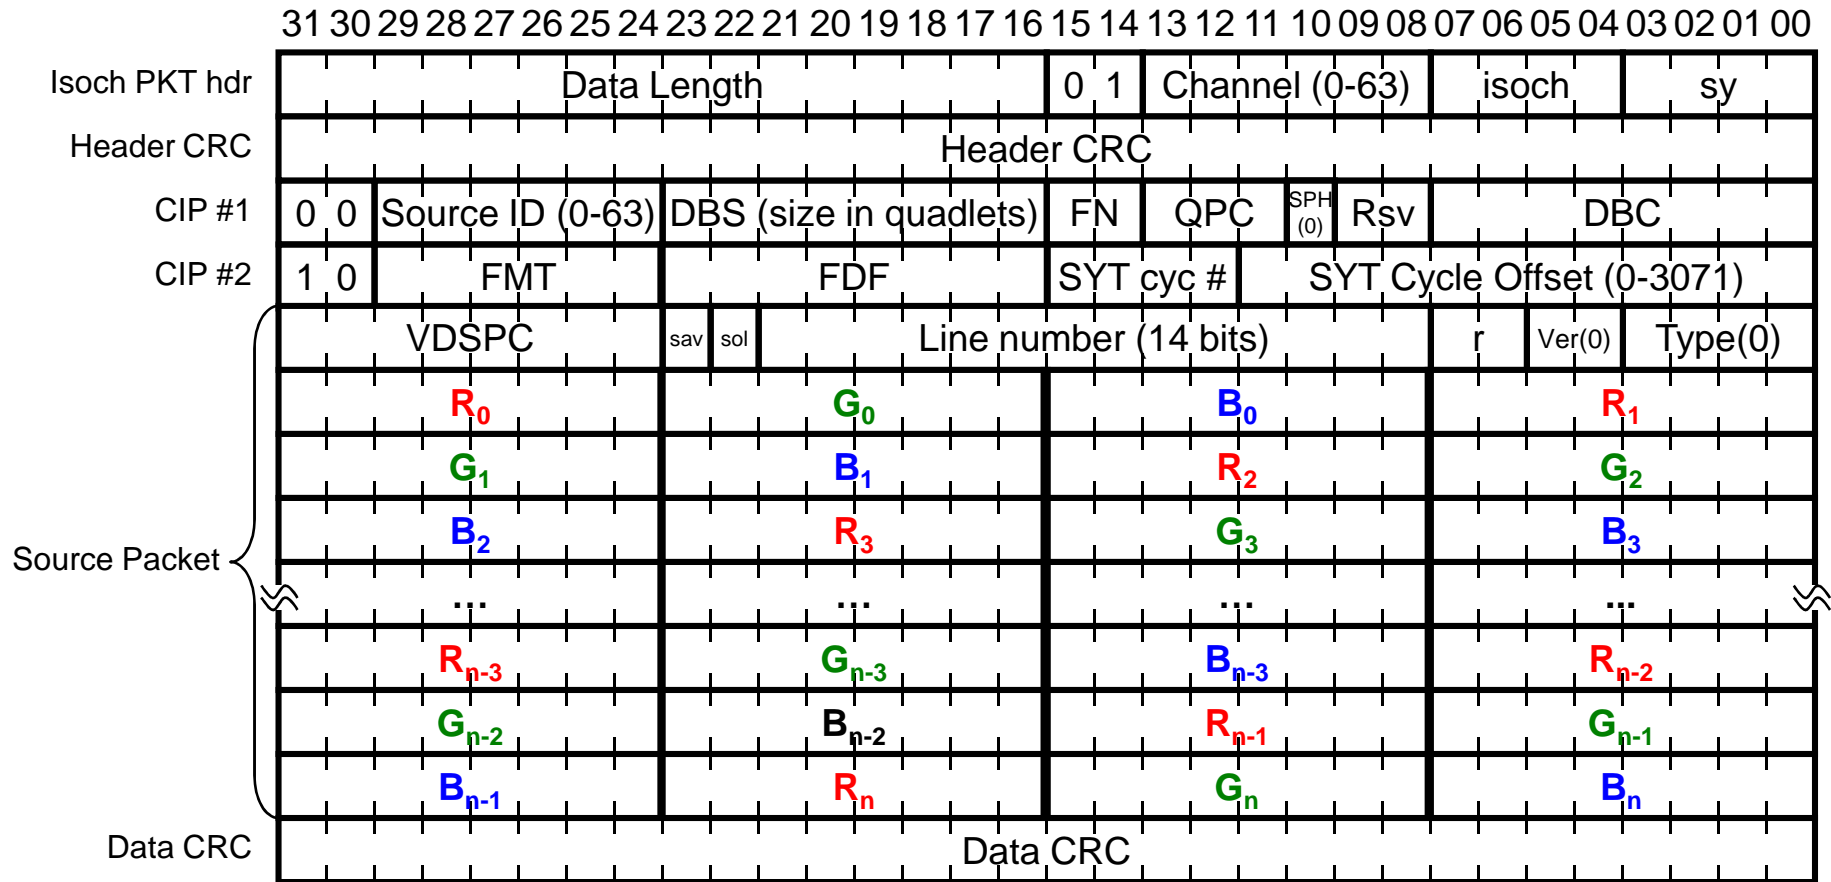 31 30 29 28 27 26 25 24 23 22 21 20 19 18 17 16 15 14 13 12 11 10 09 08 07 06 05 04 03 02 01 00
Isoch PKT hdr Data Length 0 1 Channel (0-63) isoch sy
Header CRC Header CRC
CIP #1 0 0 Source ID (0-63) DBS (size in quadlets) FN QPC SPH (0) Rsv DBC
CIP #2 1 0 FMT FDF SYT cyc # SYT Cycle Offset (0-3071)
VDSPC sav sol Line number (14 bits) r Ver(0) Type(0)
R0 G0 B0 R1
G1 B1 R2 G2
B2 R3 G3 B3
Source Packet
... ... ... ...
Rn-3 Gn-3 Bn-3 Rn-2
Gn-2 Bn-2 Rn-1 Gn-1
Bn-1 Rn Gn Bn
Data CRC Data CRC